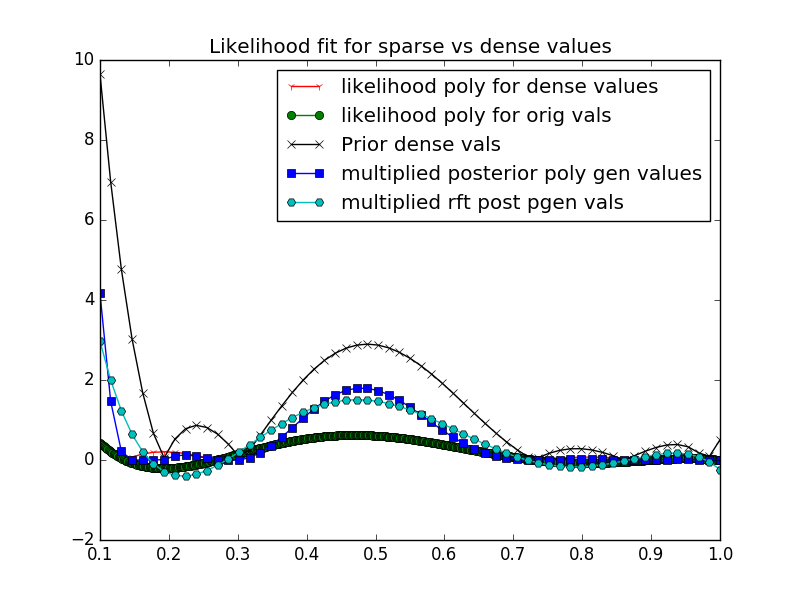 Likelihood fit for sparse vs dense values
likelihood poly for dense values
likelihood poly for orig vals
Prior dense vals
multiplied posterior poly gen values
multiplied rft post pgen vals
10
8
6
4
2
0
−2
0.1 0.2 0.3 0.4 0.5 0.6 0.7 0.8 0.9 1.0